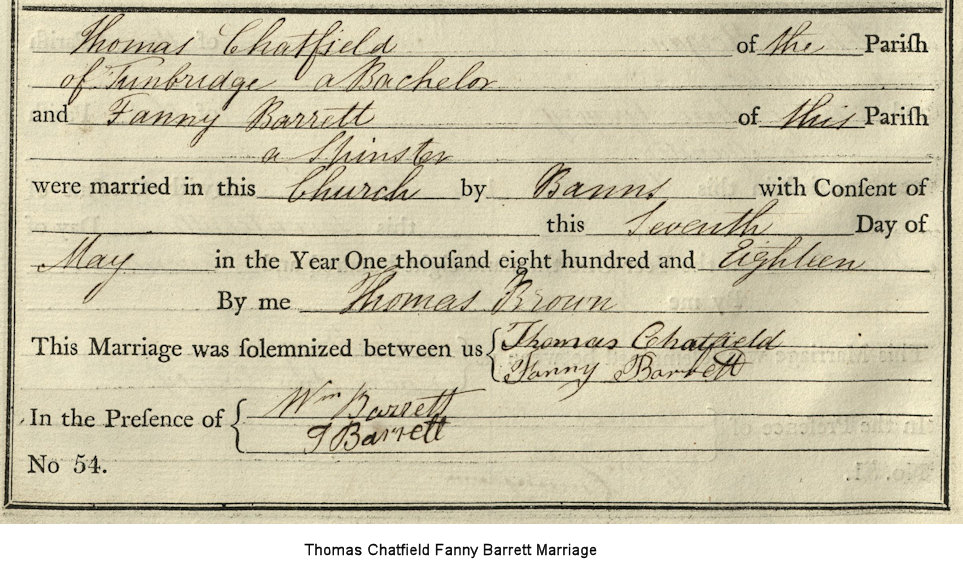 Thomas Chatfield of the Pariſh
of Tunbridge a Bachelor
and Fanny Barrett of this Pariſh
a Spinster
were married in this Church by Banns with Conſent of
this Seventh Day of
May in the Year One thouſand eight hundred and Eighteen
By me Thomas Brown
This Marriage was ſolemnized between us { Thomas Chatfield
Fanny Barrett
In the Preſence of { Wm Barrett
T Barrett
No 54.
Thomas Chatfield Fanny Barrett Marriage